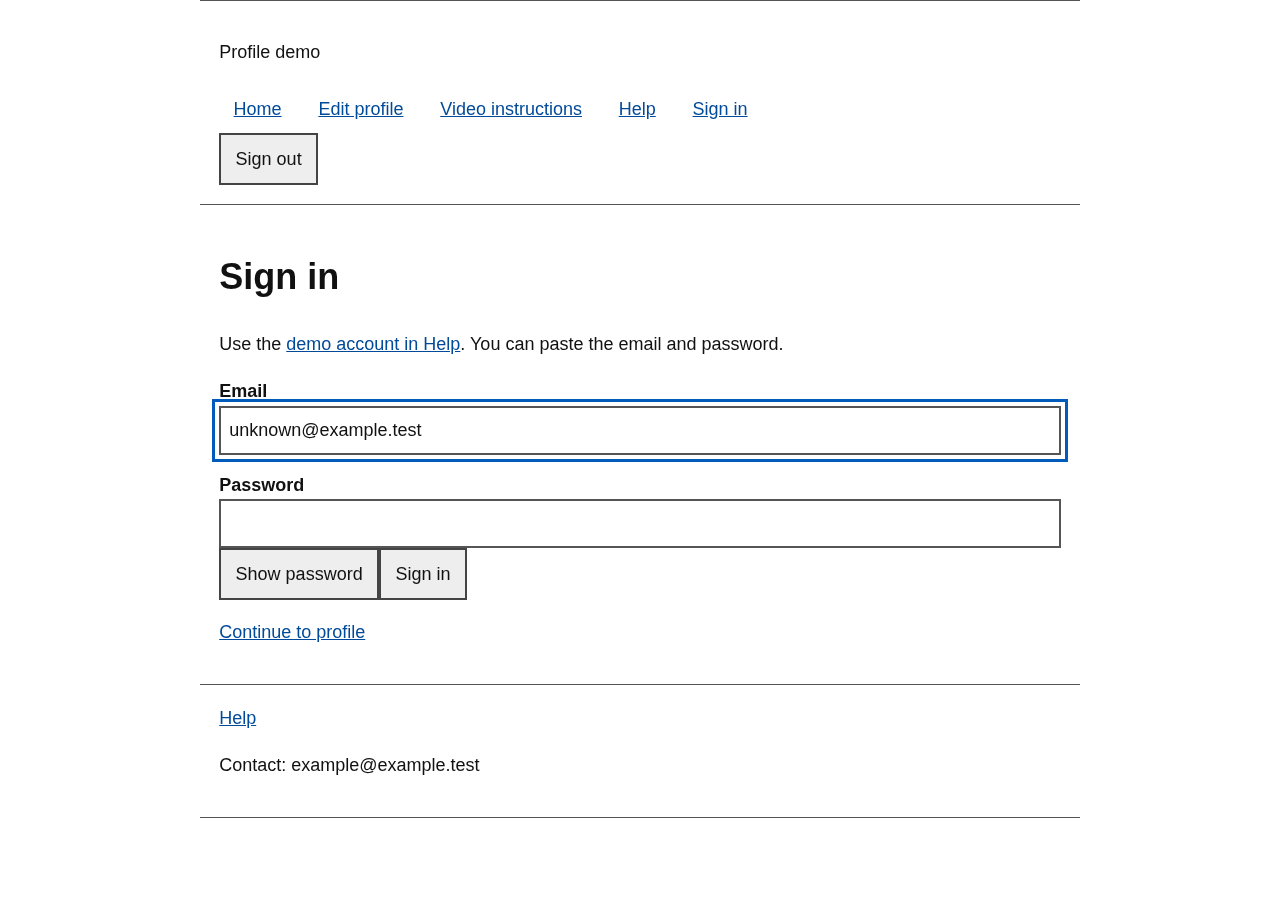 Profile demo
Home Edit profile Video instructions Help Sign in
Sign out
Sign in
Use the demo account in Help. You can paste the email and password.
Email
unknown@example.test
Password
Show password Sign in
Continue to profile
Help
Contact: example@example.test